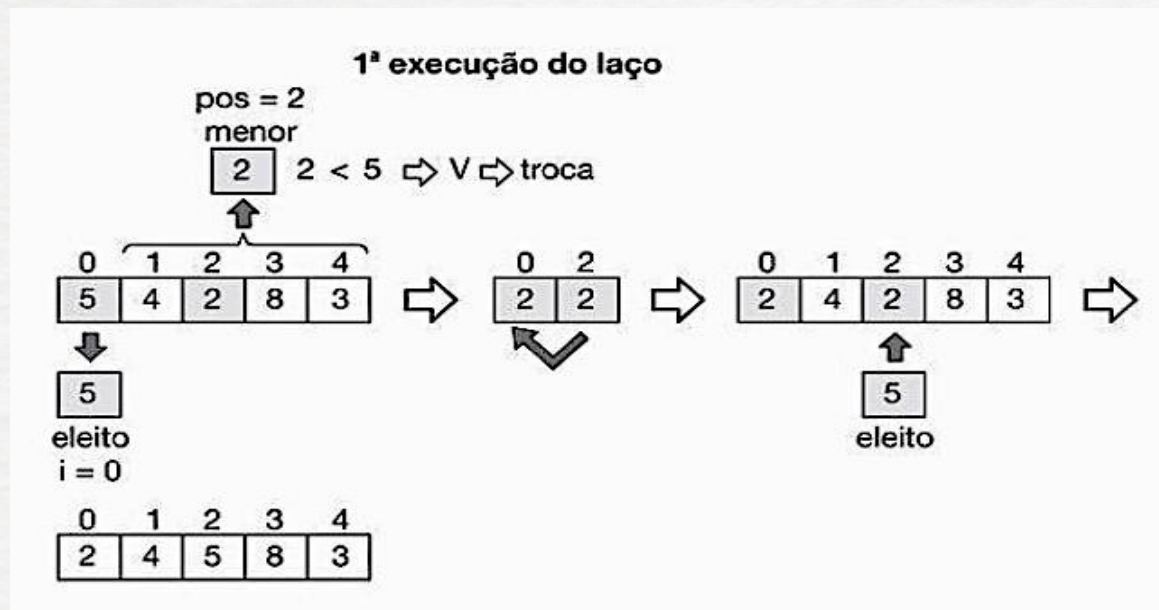 1ª execução do laço
pos = 2
menor
2 2 < 5 ⇨ V ⇨ troca
0 1 2 3 4
5 4 2 8 3
0 2
2 2
0 1 2 3 4
2 4 2 8 3
5
eleito
i = 0
5
eleito
0 1 2 3 4
2 4 5 8 3